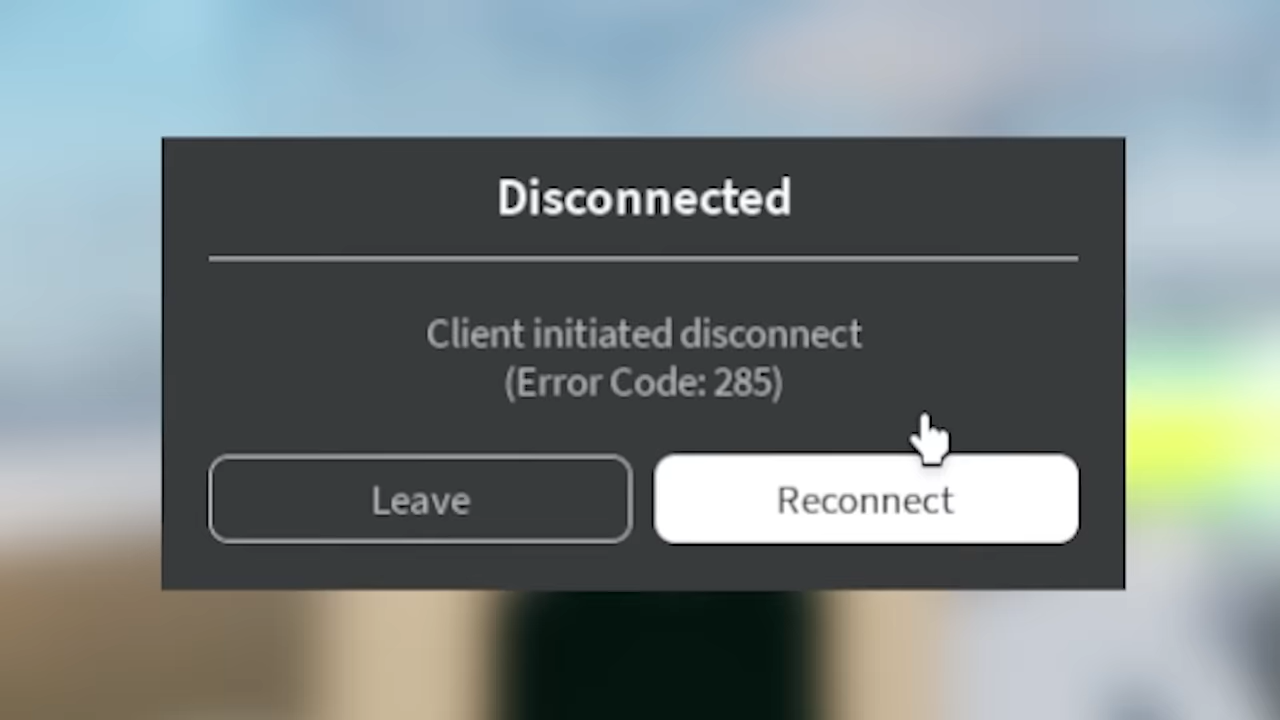 Disconnected
Client initiated disconnect
(Error Code: 285)
Leave
Reconnect